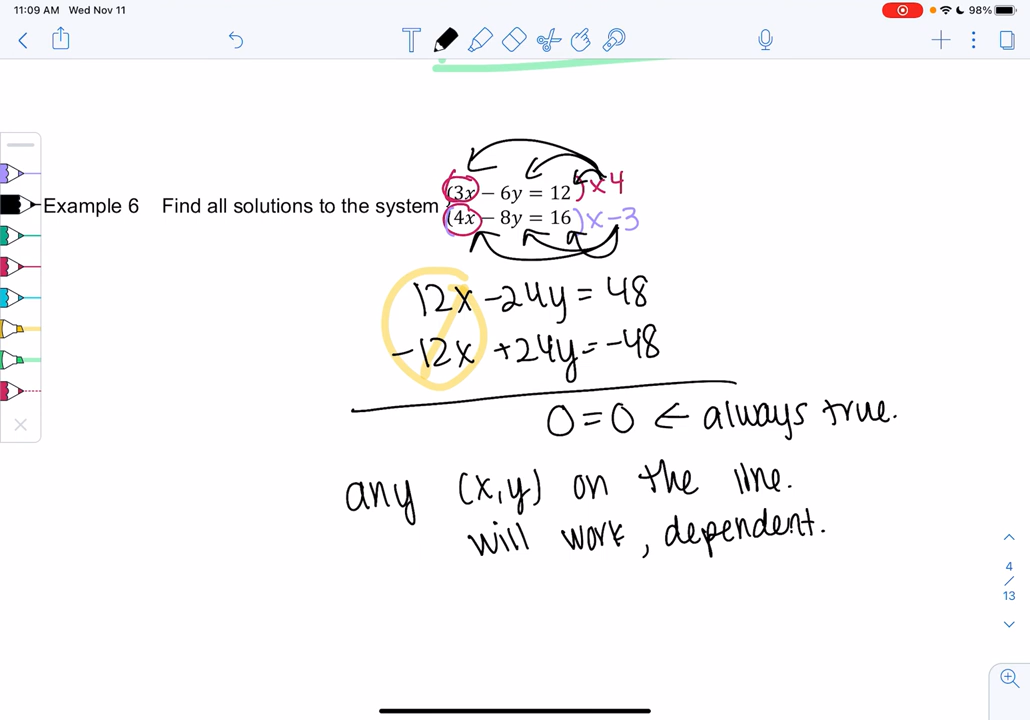 11:09 AM Wed Nov 11
98%
T
(3x − 6y = 12)x4
Example 6 Find all solutions to the system
(4x − 8y = 16)x−3
12x −24y = 48
−12x +24y = −48
0 = 0 ← always true.
any (x,y) on the line.
will work, dependent.
4
/
13